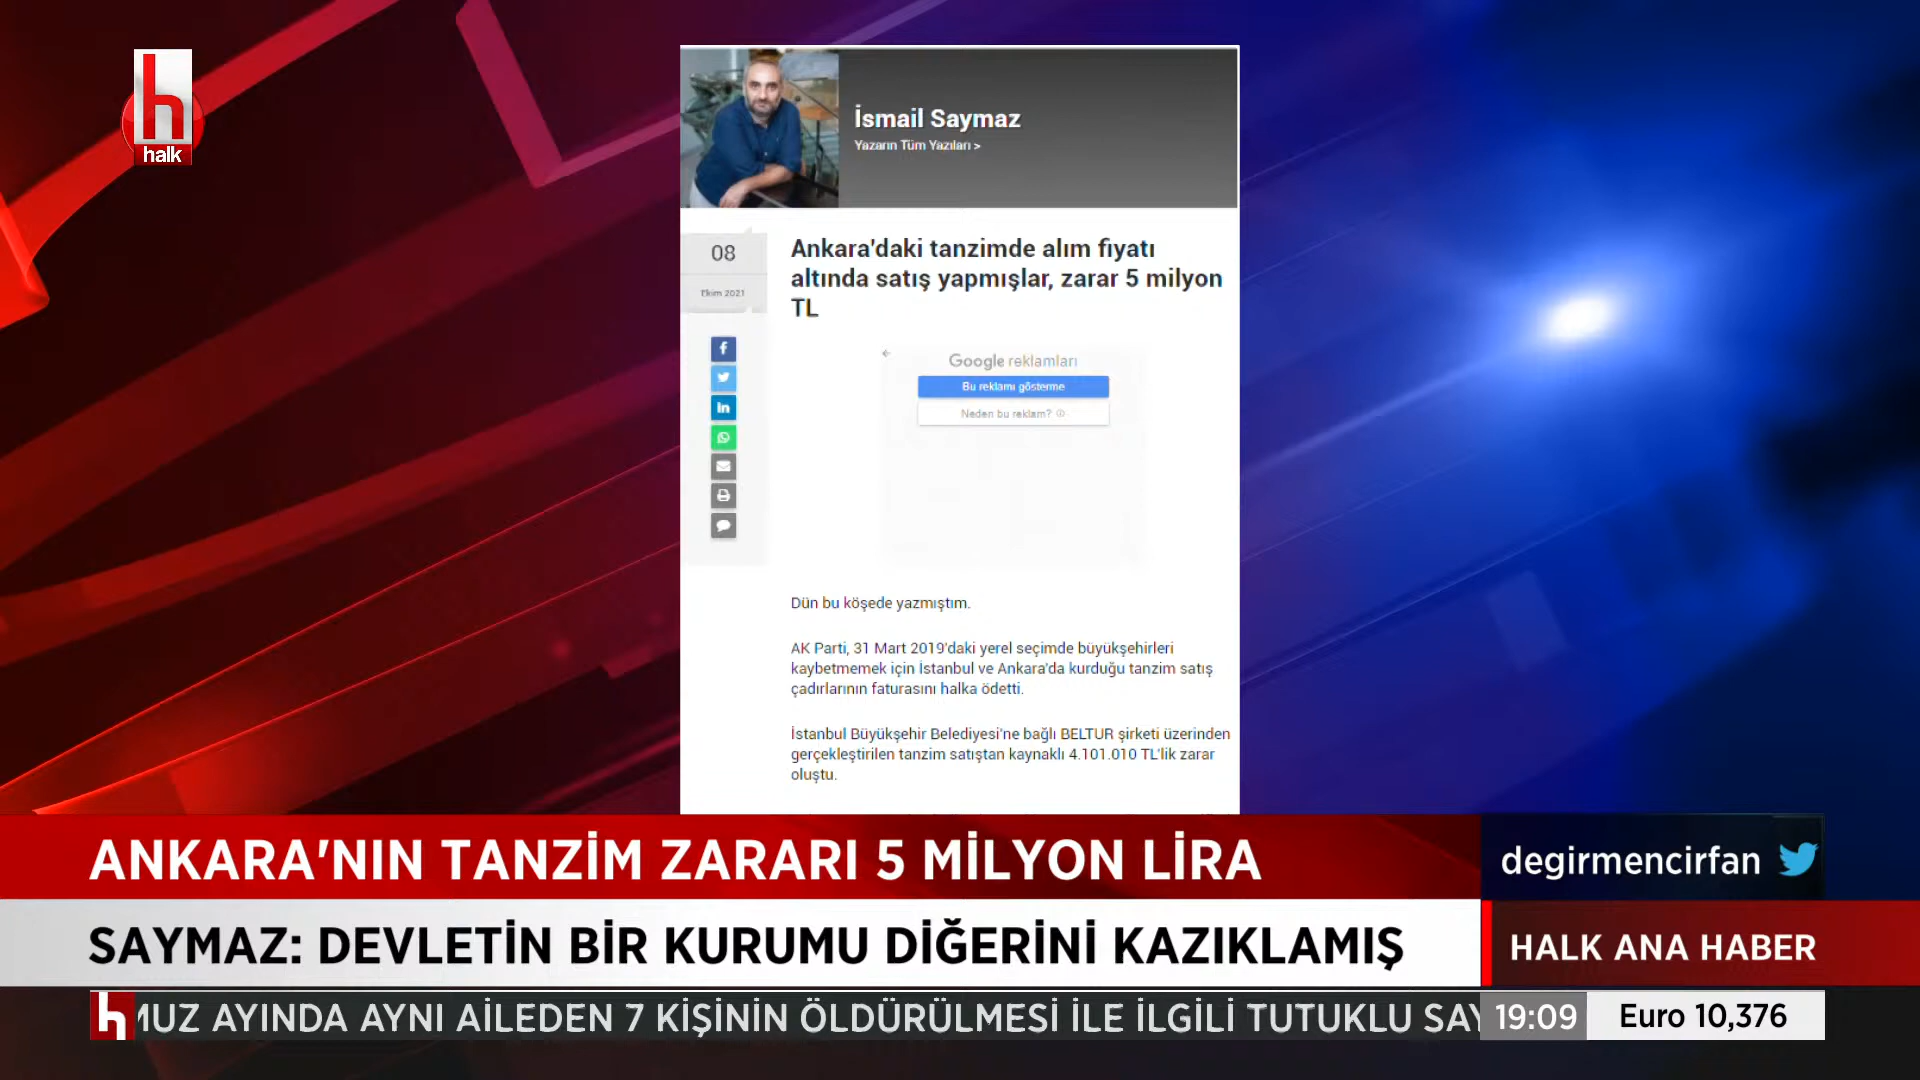 h
halk
İsmail Saymaz
Yazarın Tüm Yazıları >
08
Ekim 2021
Ankara'daki tanzimde alım fiyatı
altında satış yapmışlar, zarar 5 milyon
TL
Google reklamları
Bu reklamı gösterme
Neden bu reklam?
Dün bu köşede yazmıştım.
AK Parti, 31 Mart 2019'daki yerel seçimde büyükşehirleri
kaybetmemek için İstanbul ve Ankara'da kurduğu tanzim satış
çadırlarının faturasını halka ödetti.
İstanbul Büyükşehir Belediyesi'ne bağlı BELTUR şirketi üzerinden
gerçekleştirilen tanzim satıştan kaynaklı 4.101.010 TL'lik zarar
oluştu.
ANKARA'NIN TANZİM ZARARI 5 MİLYON LİRA
degirmencirfan
SAYMAZ: DEVLETİN BİR KURUMU DİĞERİNİ KAZIKLAMIŞ
HALK ANA HABER
h MUZ AYINDA AYNI AİLEDEN 7 KİŞİNİN ÖLDÜRÜLMESİ İLE İLGİLİ TUTUKLU SAY
19:09
Euro 10,376